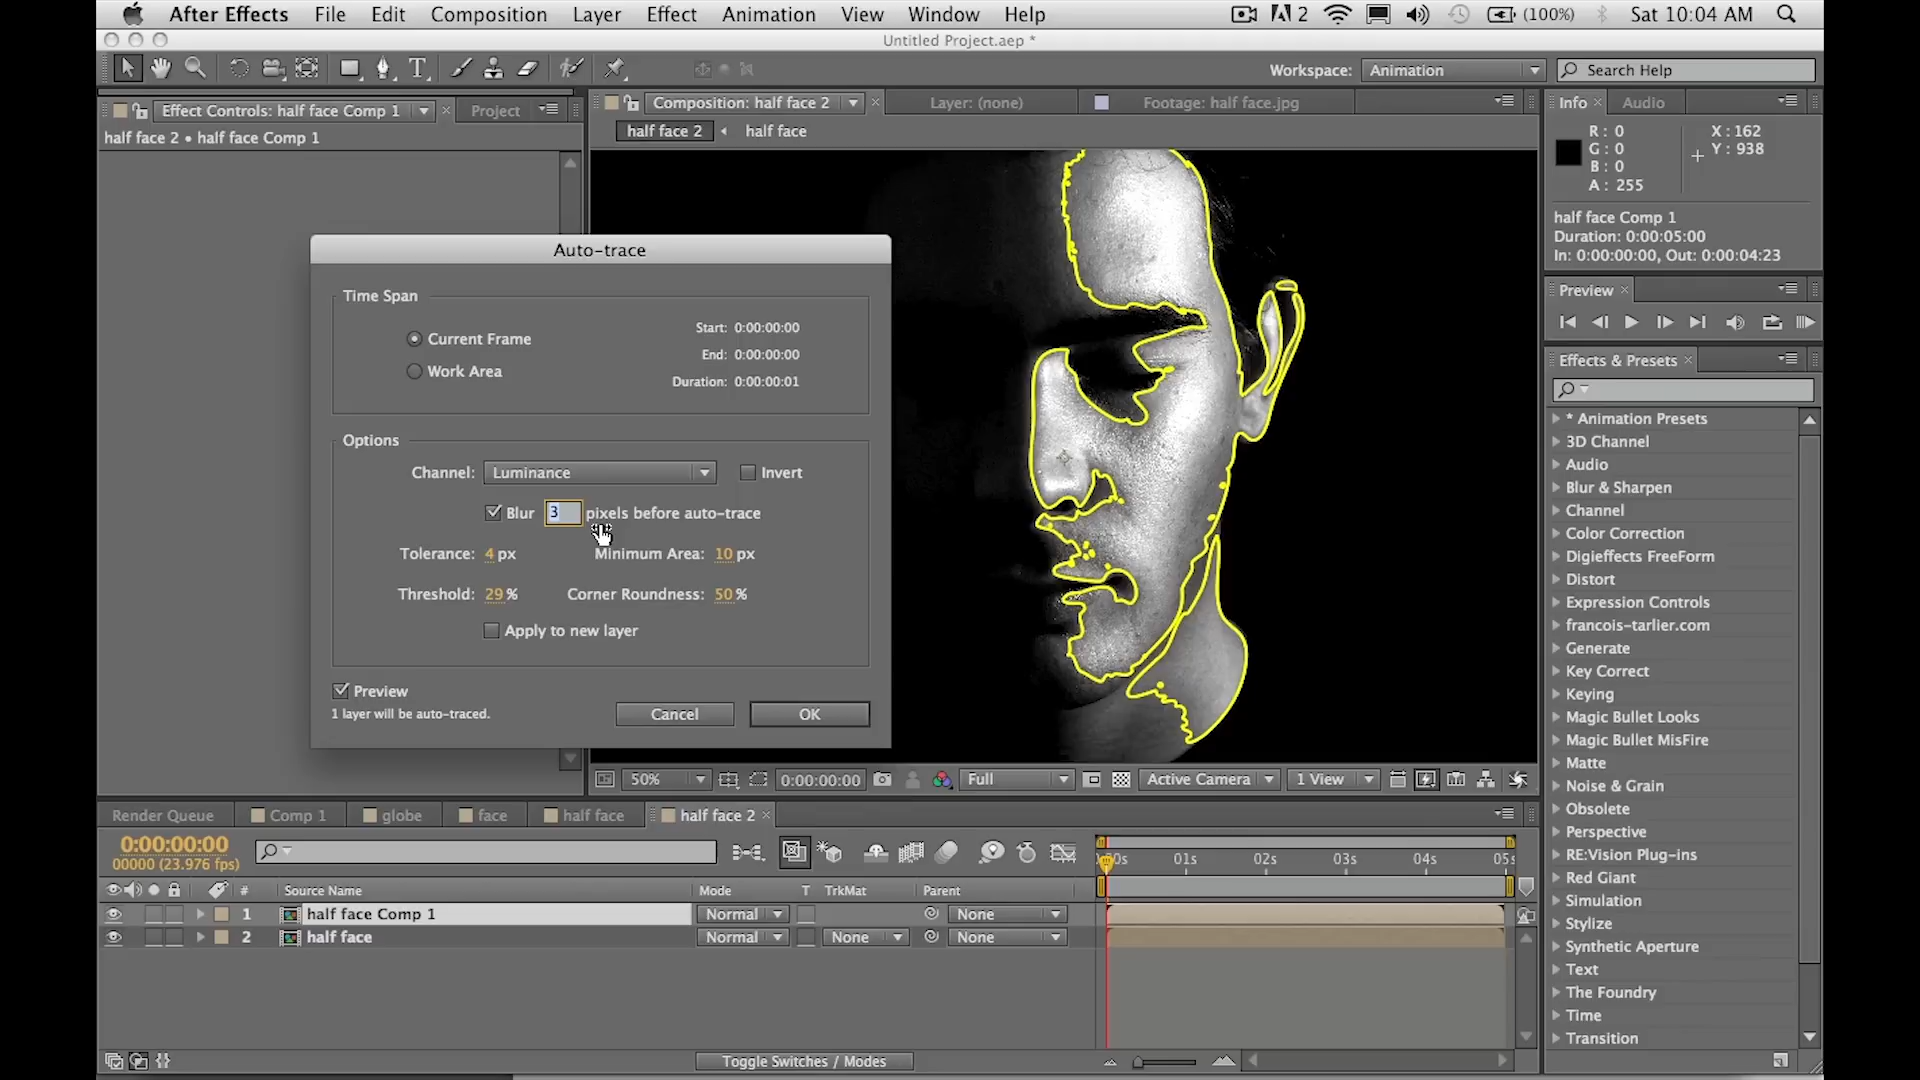 After Effects File Edit Composition Layer Effect Animation View Window Help 2 (100%) Sat 10:04 AM
Untitled Project.aep *
Workspace: Animation Search Help
Effect Controls: half face Comp 1 Project
half face 2 • half face Comp 1
Composition: half face 2 Layer: (none) Footage: half face.jpg
half face 2 half face
Info Audio
R : 0 X : 162
G : 0 Y : 938
B : 0
A : 255
half face Comp 1
Duration: 0:00:05:00
In: 0:00:00:00, Out: 0:00:04:23
Preview
Effects & Presets
* Animation Presets
3D Channel
Audio
Blur & Sharpen
Channel
Color Correction
Digieffects FreeForm
Distort
Expression Controls
francois-tarlier.com
Generate
Key Correct
Keying
Magic Bullet Looks
Magic Bullet MisFire
Matte
Noise & Grain
Obsolete
Perspective
RE:Vision Plug-ins
Red Giant
Simulation
Stylize
Synthetic Aperture
Text
The Foundry
Time
Transition
Auto-trace
Time Span
Current Frame
Work Area
Start: 0:00:00:00
End: 0:00:00:00
Duration: 0:00:00:01
Options
Channel: Luminance Invert
Blur 3 pixels before auto-trace
Tolerance: 4 px Minimum Area: 10 px
Threshold: 29 % Corner Roundness: 50 %
Apply to new layer
Preview
1 layer will be auto-traced.
Cancel OK
50% 0:00:00:00 Full Active Camera 1 View
Render Queue Comp 1 globe face half face half face 2
0:00:00:00
00000 (23.976 fps)
01s 02s 03s 04s
# Source Name Mode T TrkMat Parent
1 half face Comp 1 Normal None
2 half face Normal None None
Toggle Switches / Modes